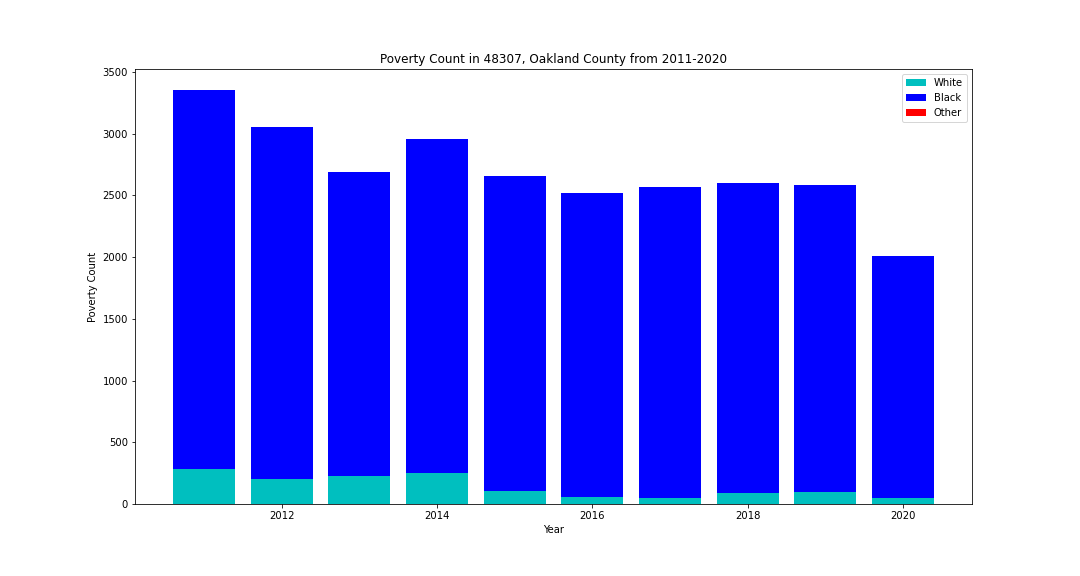 Poverty Count in 48307, Oakland County from 2011-2020
White
Black
Other
3500
3000
2500
2000
1500
1000
500
0
Poverty Count
2012
2014
2016
2018
2020
Year